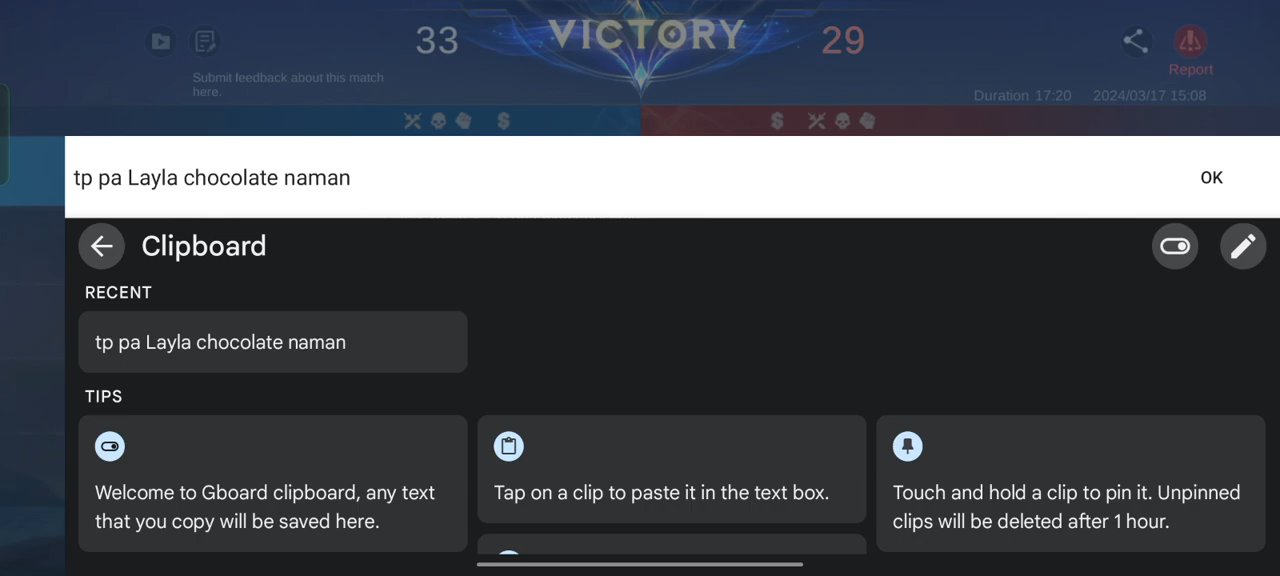 33
VICTORY
29
Submit feedback about this match
here.
Report
Duration 17:20
2024/03/17 15:08
tp pa Layla chocolate naman
OK
Clipboard
RECENT
tp pa Layla chocolate naman
TIPS
Welcome to Gboard clipboard, any text
that you copy will be saved here.
Tap on a clip to paste it in the text box.
Touch and hold a clip to pin it. Unpinned
clips will be deleted after 1 hour.